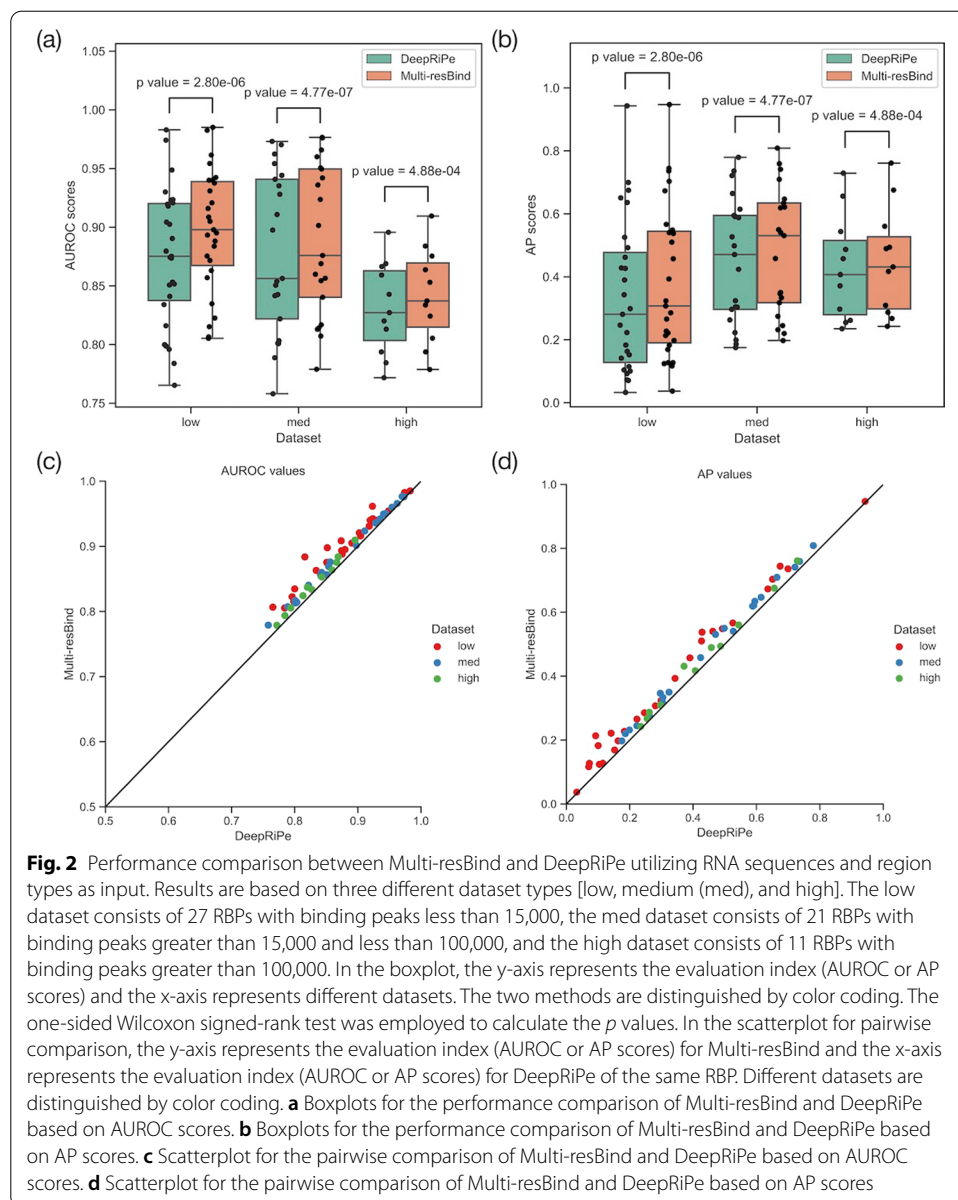 (a)
1.05
1.00
0.95
0.90
0.85
0.80
0.75
AUROC scores
DeepRiPe
Multi-resBind
p value = 2.80e-06
p value = 4.77e-07
p value = 4.88e-04
low
med
high
Dataset
(b)
1.0
0.8
0.6
0.4
0.2
0.0
AP scores
DeepRiPe
Multi-resBind
p value = 2.80e-06
p value = 4.77e-07
p value = 4.88e-04
low
med
high
Dataset
(c)
AUROC values
1.0
0.9
0.8
0.7
0.6
0.5
Multi-resBind
Dataset
low
med
high
0.5
0.6
0.7
0.8
0.9
1.0
DeepRiPe
(d)
AP values
1.0
0.8
0.6
0.4
0.2
0.0
Multi-resBind
Dataset
low
med
high
0.0
0.2
0.4
0.6
0.8
1.0
DeepRiPe
Fig. 2 Performance comparison between Multi-resBind and DeepRiPe utilizing RNA sequences and region
types as input. Results are based on three different dataset types [low, medium (med), and high]. The low
dataset consists of 27 RBPs with binding peaks less than 15,000, the med dataset consists of 21 RBPs with
binding peaks greater than 15,000 and less than 100,000, and the high dataset consists of 11 RBPs with
binding peaks greater than 100,000. In the boxplot, the y-axis represents the evaluation index (AUROC or AP
scores) and the x-axis represents different datasets. The two methods are distinguished by color coding. The
one-sided Wilcoxon signed-rank test was employed to calculate the p values. In the scatterplot for pairwise
comparison, the y-axis represents the evaluation index (AUROC or AP scores) for Multi-resBind and the x-axis
represents the evaluation index (AUROC or AP scores) for DeepRiPe of the same RBP. Different datasets are
distinguished by color coding. a Boxplots for the performance comparison of Multi-resBind and DeepRiPe
based on AUROC scores. b Boxplots for the performance comparison of Multi-resBind and DeepRiPe based
on AP scores. c Scatterplot for the pairwise comparison of Multi-resBind and DeepRiPe based on AUROC
scores. d Scatterplot for the pairwise comparison of Multi-resBind and DeepRiPe based on AP scores